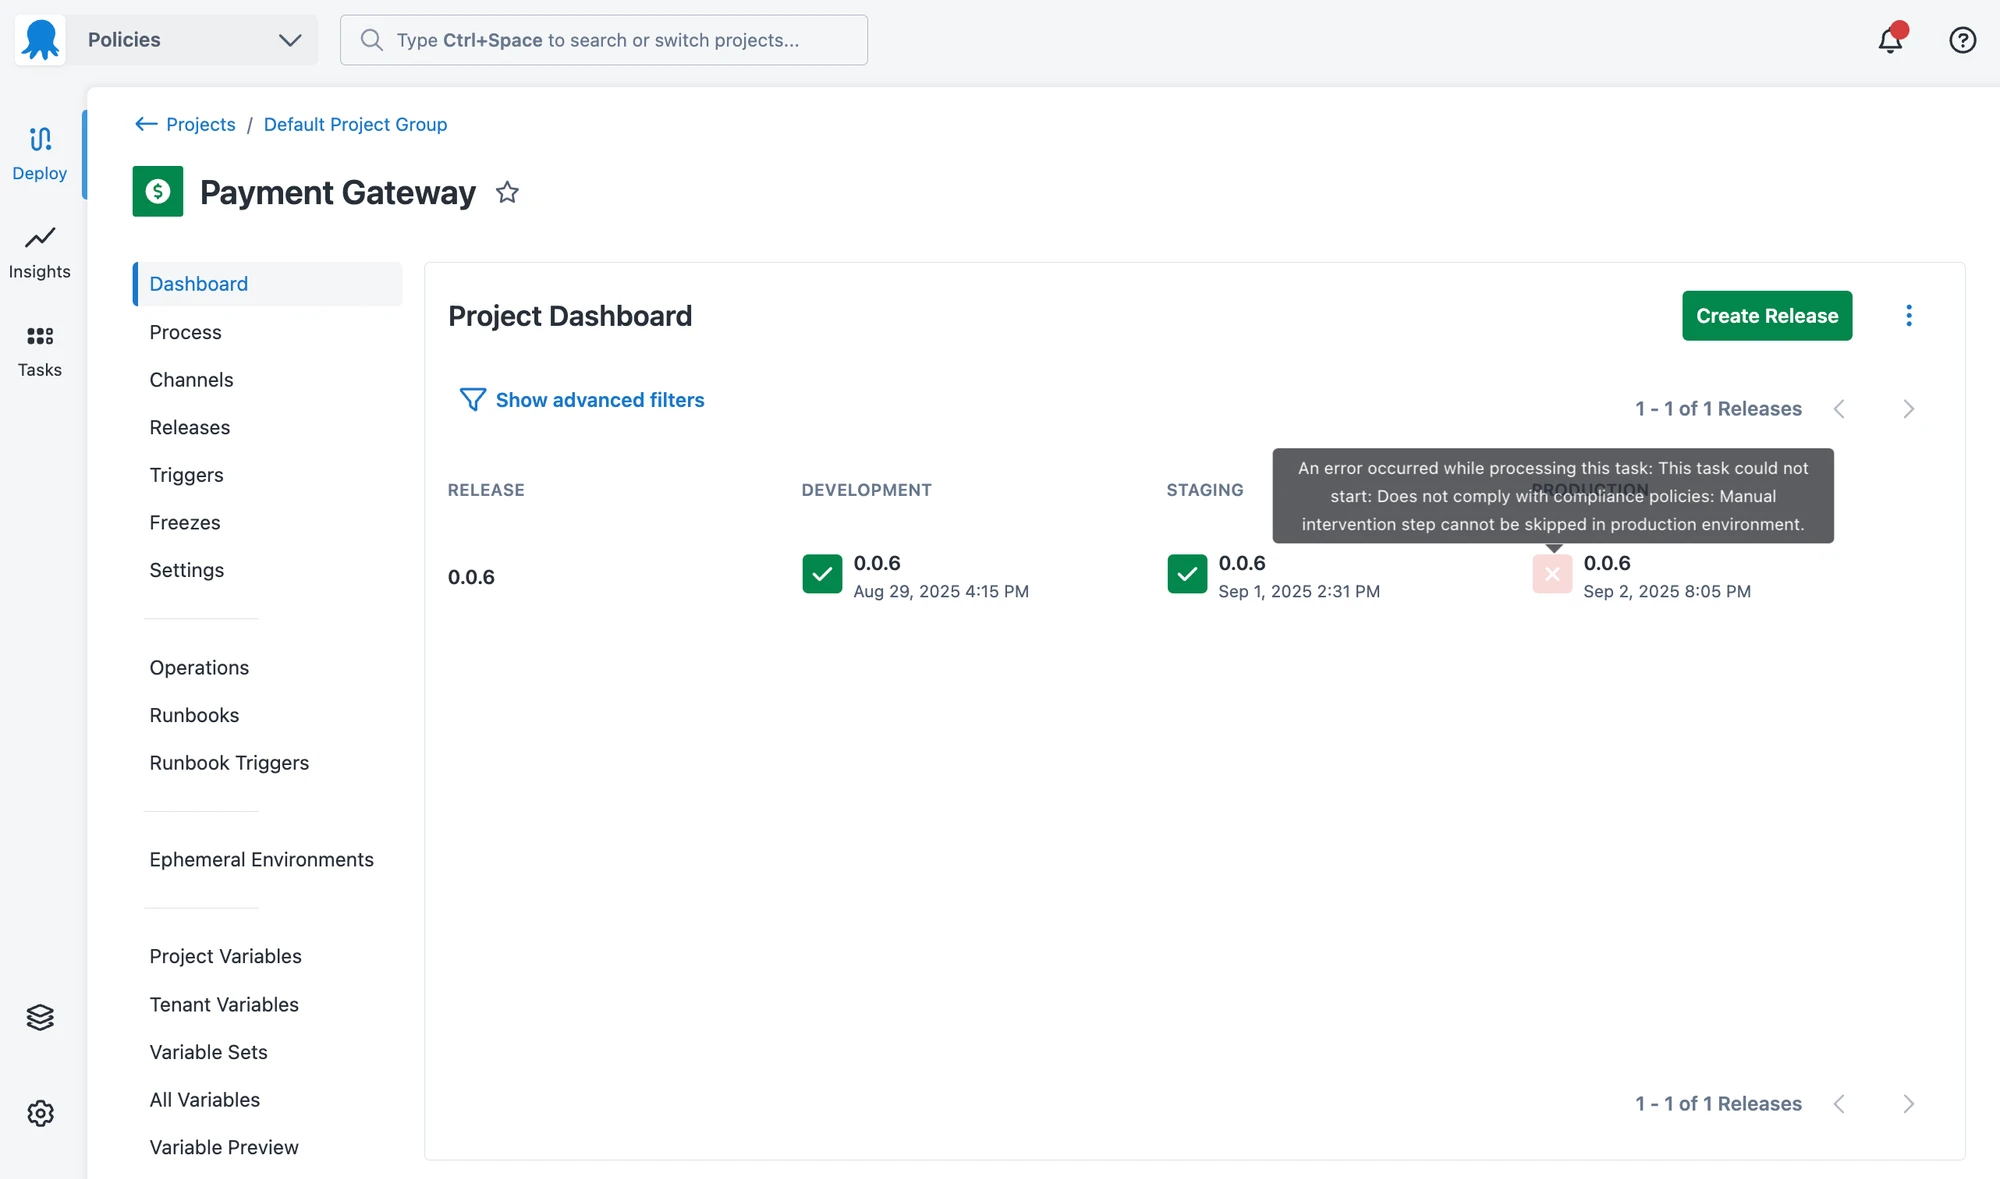 Policies
Type Ctrl+Space to search or switch projects...
Deploy
Insights
Tasks
Projects / Default Project Group
Payment Gateway
Dashboard
Process
Channels
Releases
Triggers
Freezes
Settings
Operations
Runbooks
Runbook Triggers
Ephemeral Environments
Project Variables
Tenant Variables
Variable Sets
All Variables
Variable Preview
Project Dashboard
Create Release
Show advanced filters
1 - 1 of 1 Releases
RELEASE
DEVELOPMENT
STAGING
PRODUCTION
An error occurred while processing this task: This task could not
start: Does not comply with compliance policies: Manual
intervention step cannot be skipped in production environment.
0.0.6
0.0.6
Aug 29, 2025 4:15 PM
0.0.6
Sep 1, 2025 2:31 PM
0.0.6
Sep 2, 2025 8:05 PM
1 - 1 of 1 Releases